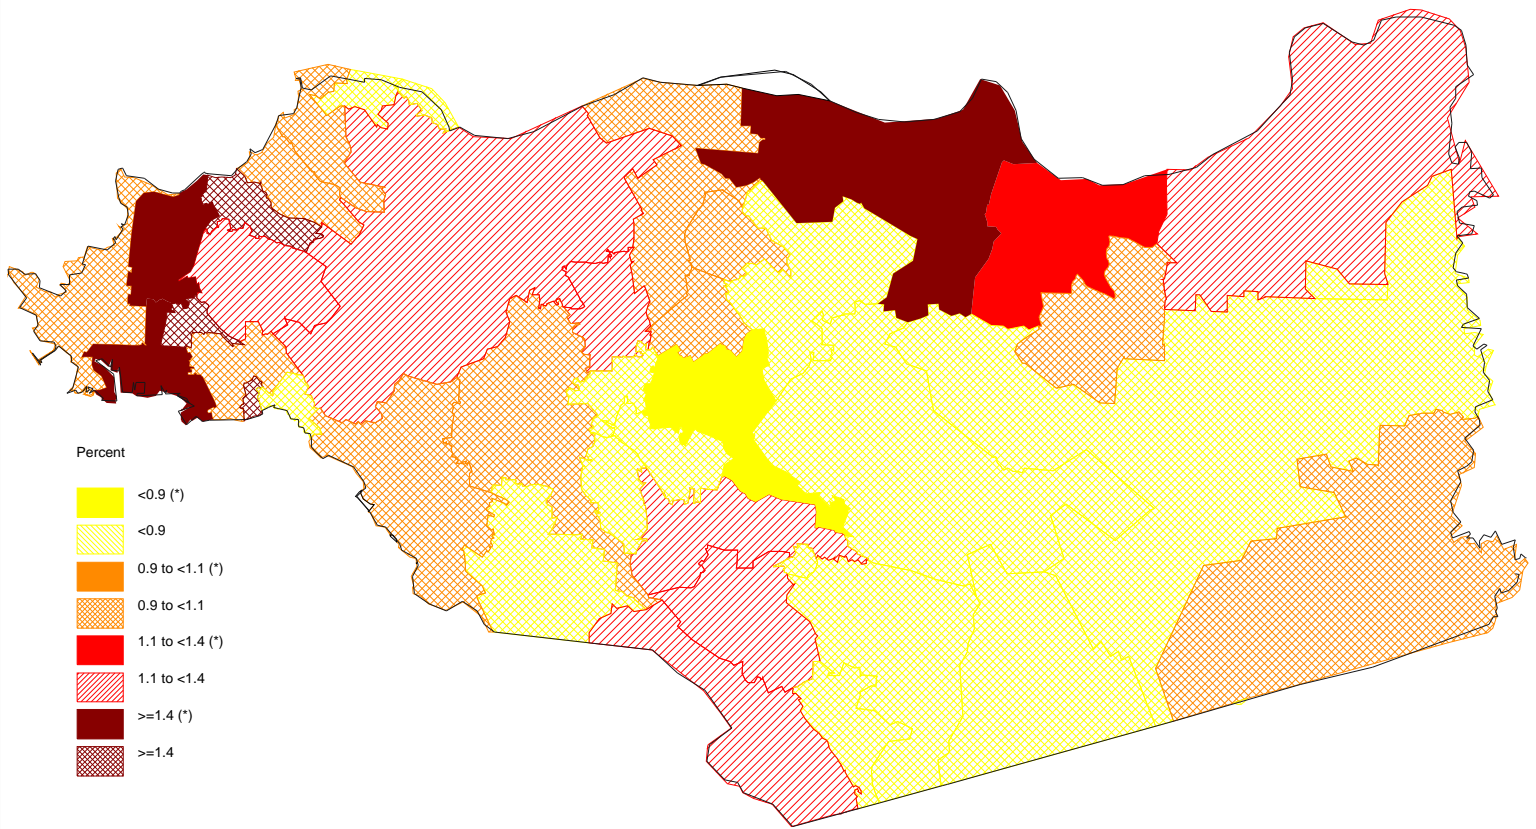 Percent
<0.9 (*)
<0.9
0.9 to <1.1 (*)
0.9 to <1.1
1.1 to <1.4 (*)
1.1 to <1.4
>=1.4 (*)
>=1.4